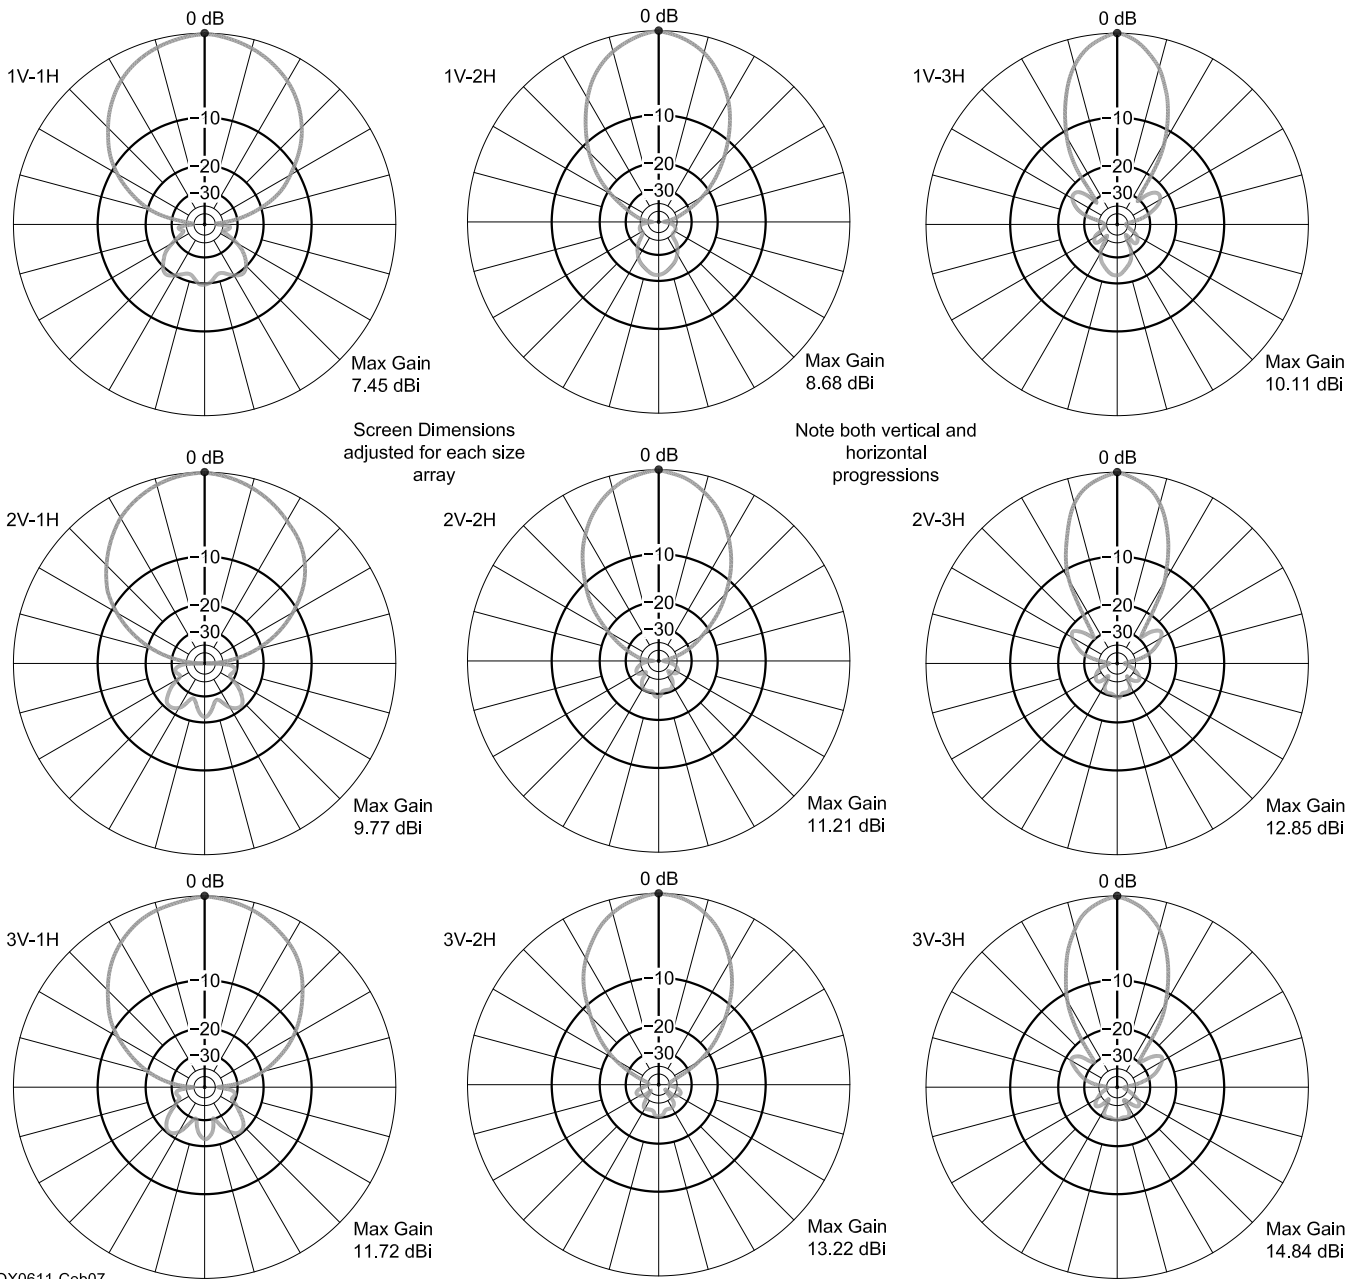 0 dB
0 dB
0 dB
1V-1H
1V-2H
1V-3H
−10
−10
−10
−20
−20
−20
−30
−30
−30
Max Gain
7.45 dBi
Max Gain
8.68 dBi
Max Gain
10.11 dBi
Screen Dimensions
adjusted for each size
array
Note both vertical and
horizontal
progressions
0 dB
0 dB
0 dB
2V-1H
2V-2H
2V-3H
−10
−10
−10
−20
−20
−20
−30
−30
−30
Max Gain
9.77 dBi
Max Gain
11.21 dBi
Max Gain
12.85 dBi
0 dB
0 dB
0 dB
3V-1H
3V-2H
3V-3H
−10
−10
−10
−20
−20
−20
−30
−30
−30
Max Gain
11.72 dBi
Max Gain
13.22 dBi
Max Gain
14.84 dBi